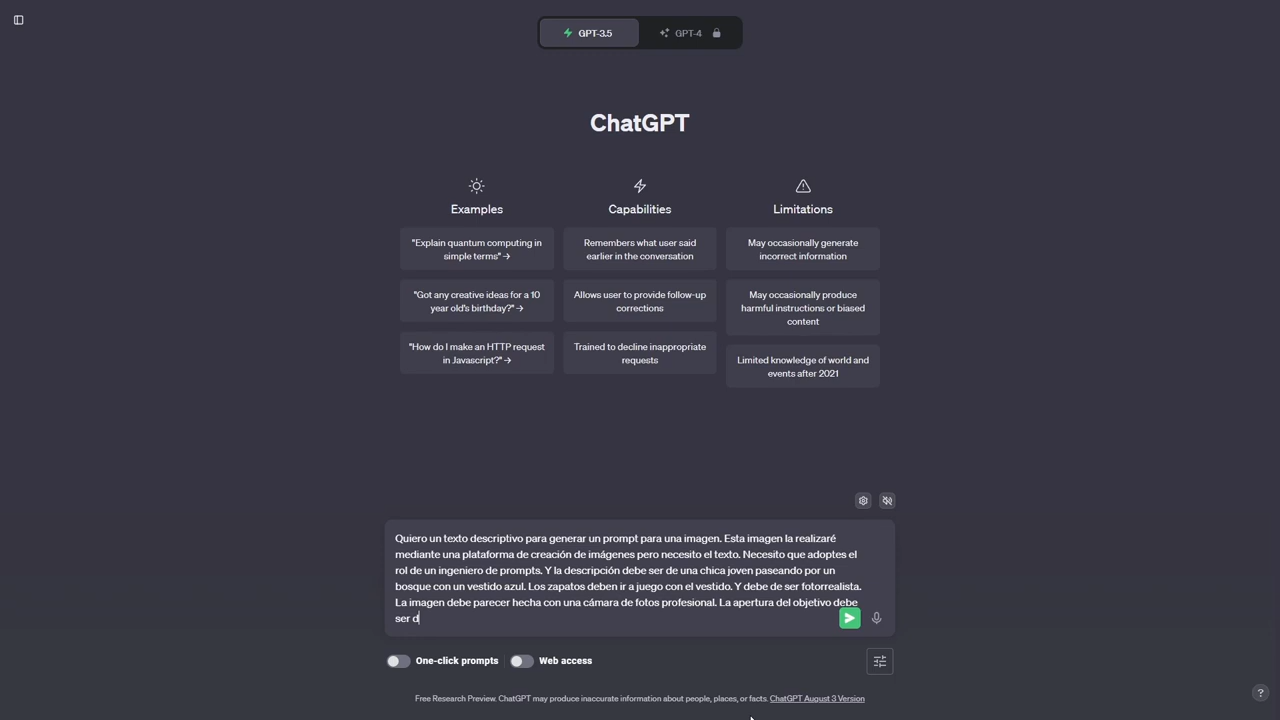 GPT-3.5
GPT-4
ChatGPT
Examples
Capabilities
Limitations
"Explain quantum computing in
simple terms" →
Remembers what user said
earlier in the conversation
May occasionally generate
incorrect information
"Got any creative ideas for a 10
year old's birthday?" →
Allows user to provide follow-up
corrections
May occasionally produce
harmful instructions or biased
content
"How do I make an HTTP request
in Javascript?" →
Trained to decline inappropriate
requests
Limited knowledge of world and
events after 2021
Quiero un texto descriptivo para generar un prompt para una imagen. Esta imagen la realizaré
mediante una plataforma de creación de imágenes pero necesito el texto. Necesito que adoptes el
rol de un ingeniero de prompts. Y la descripción debe ser de una chica joven paseando por un
bosque con un vestido azul. Los zapatos deben ir a juego con el vestido. Y debe de ser fotorrealista.
La imagen debe parecer hecha con una cámara de fotos profesional. La apertura del objetivo debe
ser d
One-click prompts
Web access
Free Research Preview. ChatGPT may produce inaccurate information about people, places, or facts. ChatGPT August 3 Version
?